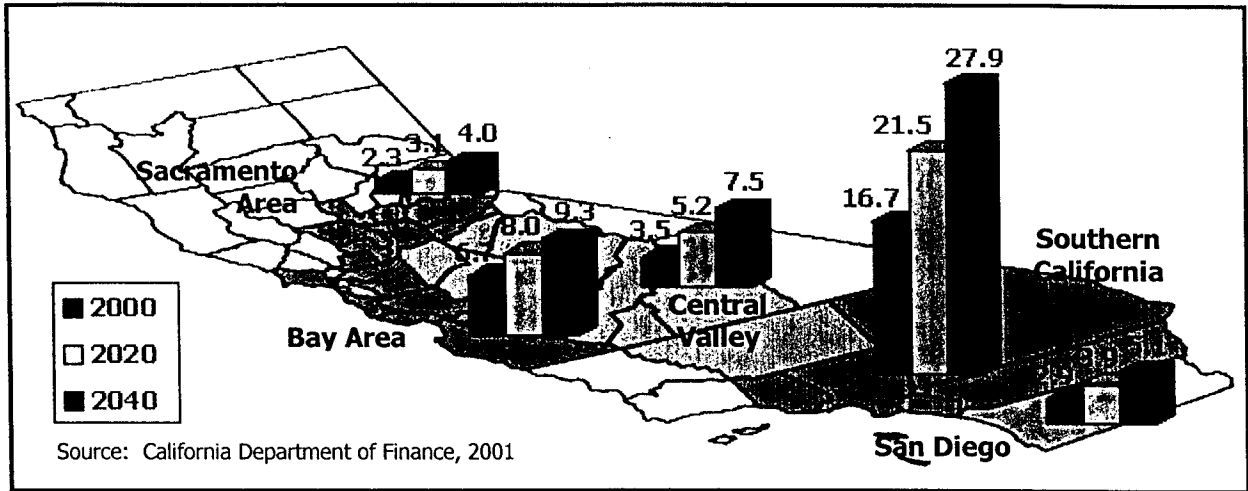 27.9
21.5
16.7
4.0
3.1
2.3
7.5
5.2
3.5
9.3
8.0
Sacramento
Area
Southern
California
Central
Valley
Bay Area
2000
2020
2040
San Diego
Source: California Department of Finance, 2001